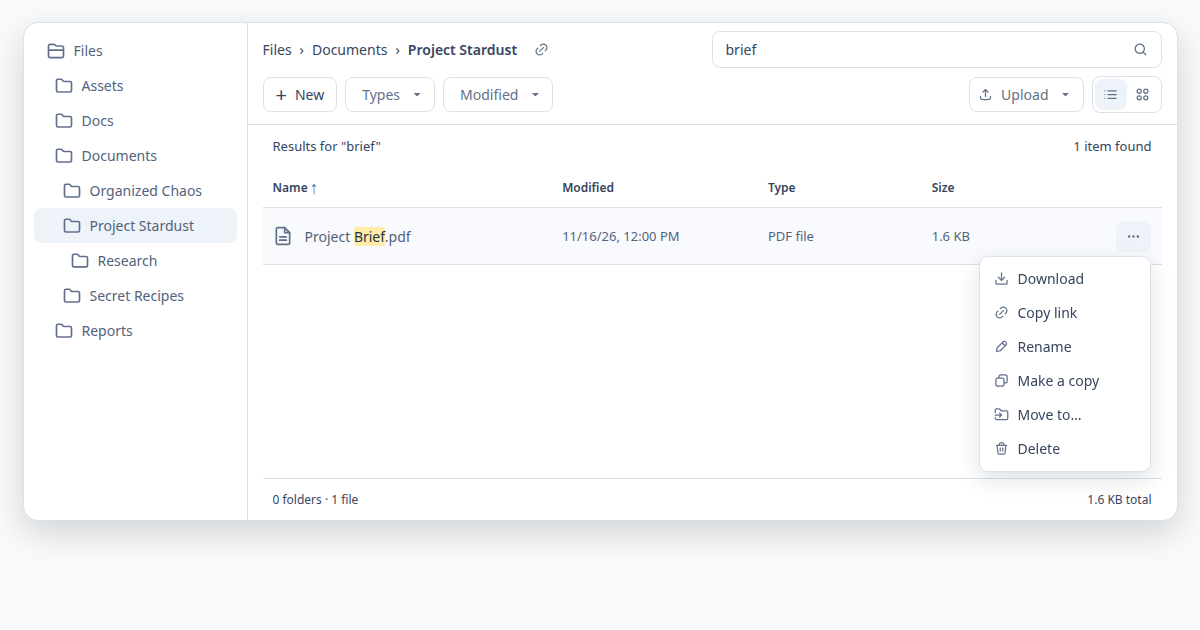 Files
Assets
Docs
Documents
Organized Chaos
Project Stardust
Research
Secret Recipes
Reports
Files › Documents › Project Stardust
brief
+ New
Types
Modified
Upload
Results for "brief"
1 item found
Name ↑ Modified Type Size
Project Brief.pdf 11/16/26, 12:00 PM PDF file 1.6 KB
Download
Copy link
Rename
Make a copy
Move to...
Delete
0 folders · 1 file
1.6 KB total